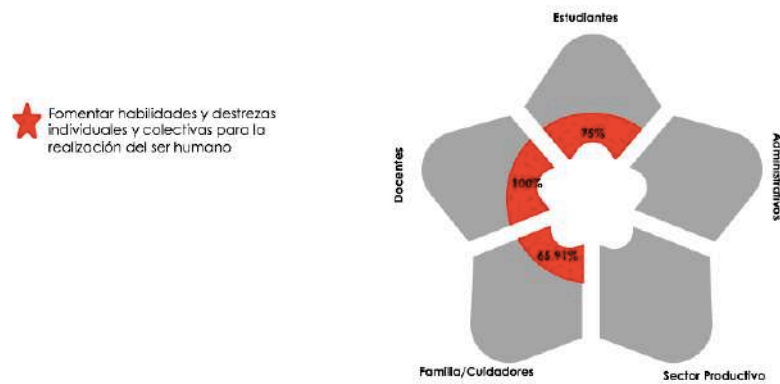 Estudiantes
Fomentar habilidades y destrezas
individuales y colectivas para la
realización del ser humano
75%
Docentes
100%
Administrativos
65.91%
Familia/Cuidadores
Sector Productivo